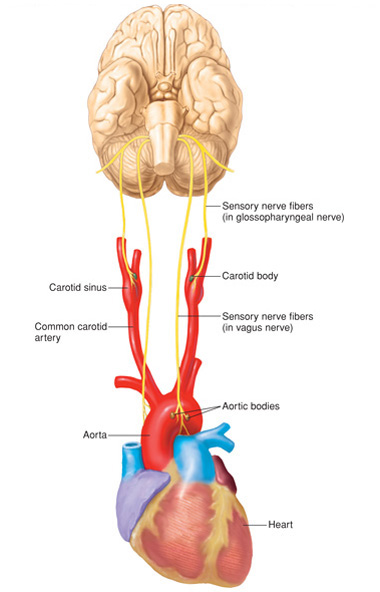 Sensory nerve fibers
(in glossopharyngeal nerve)
Carotid body
Carotid sinus
Sensory nerve fibers
(in vagus nerve)
Common carotid
artery
Aortic bodies
Aorta
Heart